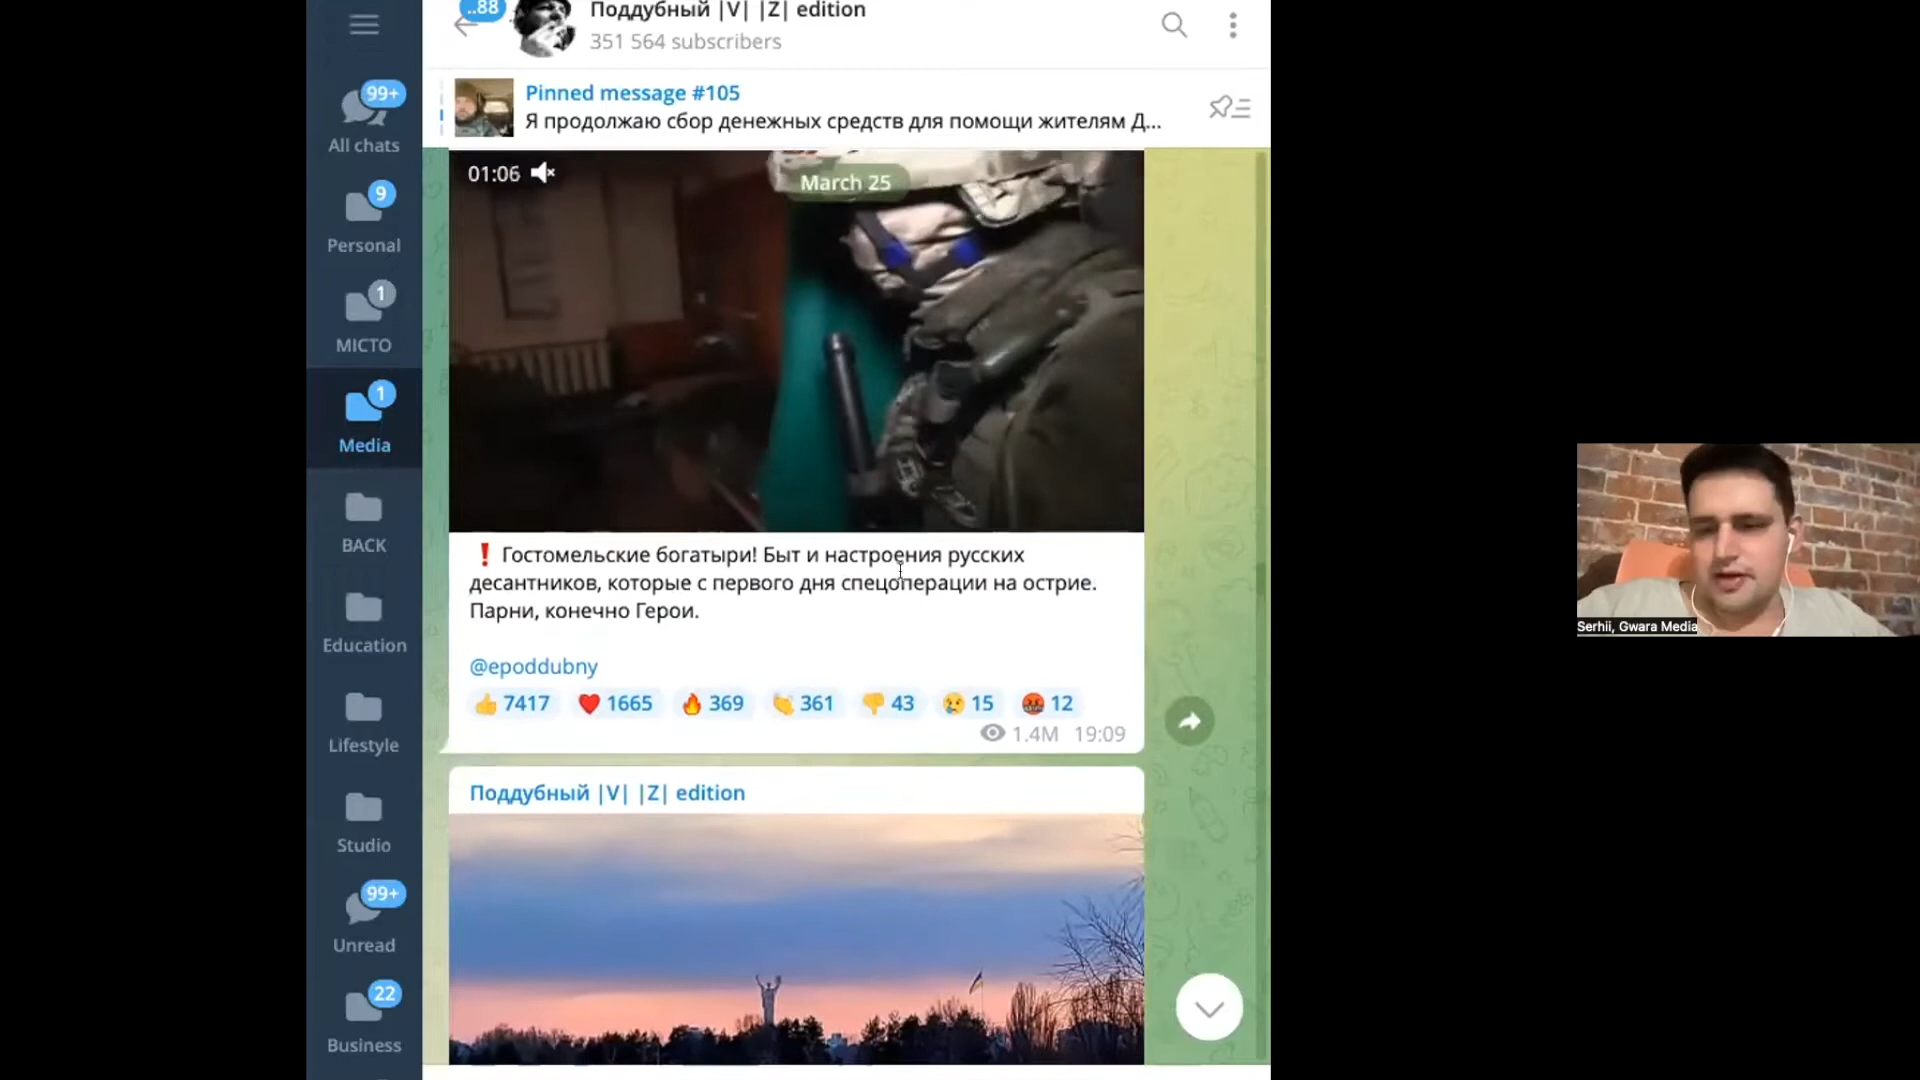 ..88
Поддубный |V| |Z| edition
351 564 subscribers
Pinned message #105
Я продолжаю сбор денежных средств для помощи жителям Д...
99+
All chats
9
Personal
1
МІСТО
1
Media
BACK
Education
Lifestyle
Studio
99+
Unread
22
Business
01:06
March 25
❗ Гостомельские богатыри! Быт и настроения русских
десантников, которые с первого дня спецоперации на острие.
Парни, конечно Герои.
@epoddubny
👍 7417 ❤️ 1665 🔥 369 👏 361 👎 43 😢 15 🤬 12
1.4M 19:09
Поддубный |V| |Z| edition
Serhii, Gwara Media